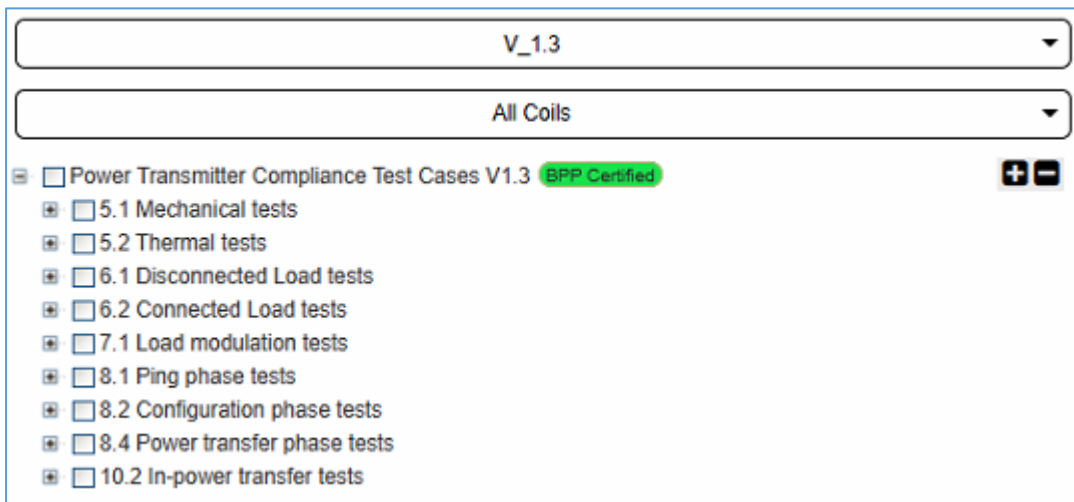 V_1.3
All Coils
Power Transmitter Compliance Test Cases V1.3 BPP Certified
5.1 Mechanical tests
5.2 Thermal tests
6.1 Disconnected Load tests
6.2 Connected Load tests
7.1 Load modulation tests
8.1 Ping phase tests
8.2 Configuration phase tests
8.4 Power transfer phase tests
10.2 In-power transfer tests